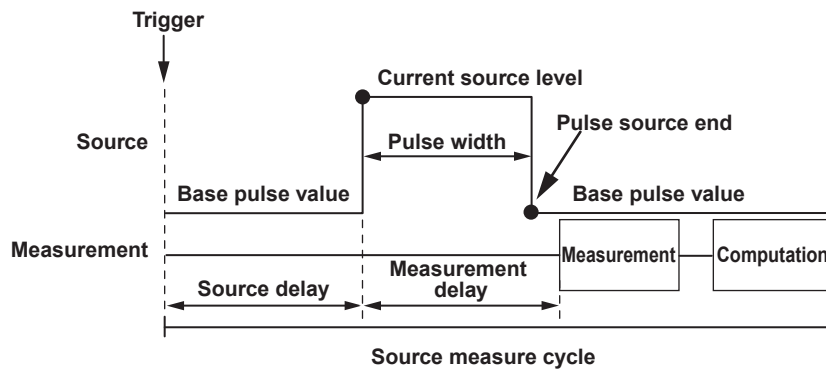 Trigger
Current source level
Source
Pulse width
Pulse source end
Base pulse value
Base pulse value
Measurement
Measurement
Computation
Measurement
delay
Source delay
Source measure cycle